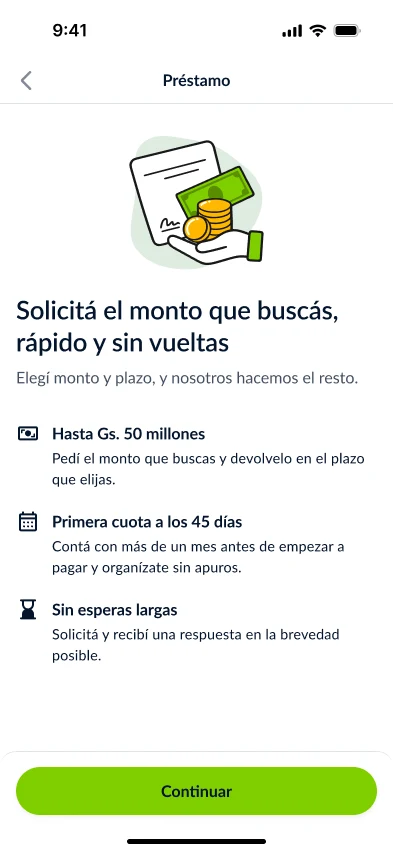 9:41
Préstamo
Solicitá el monto que buscás,
rápido y sin vueltas
Elegí monto y plazo, y nosotros hacemos el resto.
Hasta Gs. 50 millones
Pedí el monto que buscas y devolvelo en el plazo
que elijas.
Primera cuota a los 45 días
Contá con más de un mes antes de empezar a
pagar y organízate sin apuros.
Sin esperas largas
Solicitá y recibí una respuesta en la brevedad
posible.
Continuar